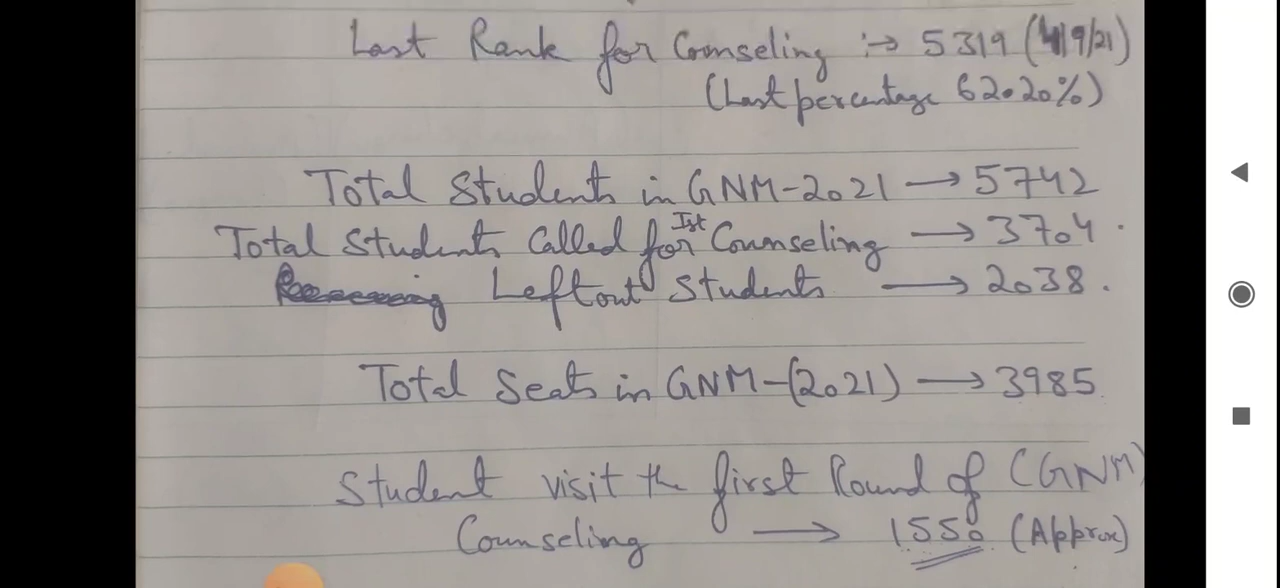 Last Rank for Counseling :→ 5319 (4/9/21)
(Last percentage 62.20%)
Total Students in GNM-2021 → 5742
Total Students Called for Ist Counseling → 3704.
Leftout Students → 2038.
Total Seats in GNM-(2021) → 3985
Student visit the first Round of (GNM)
Counseling → 1550 (Approx)